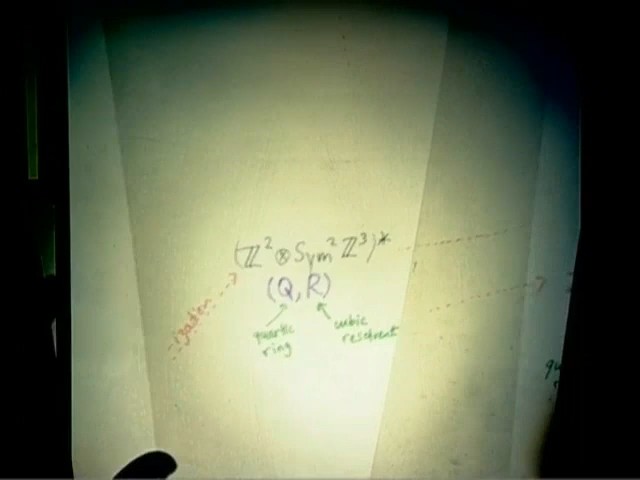 (ℤ² ⊗ Sym² ℤ³)*
(Q, R)
quartic
ring
cubic
resolvent